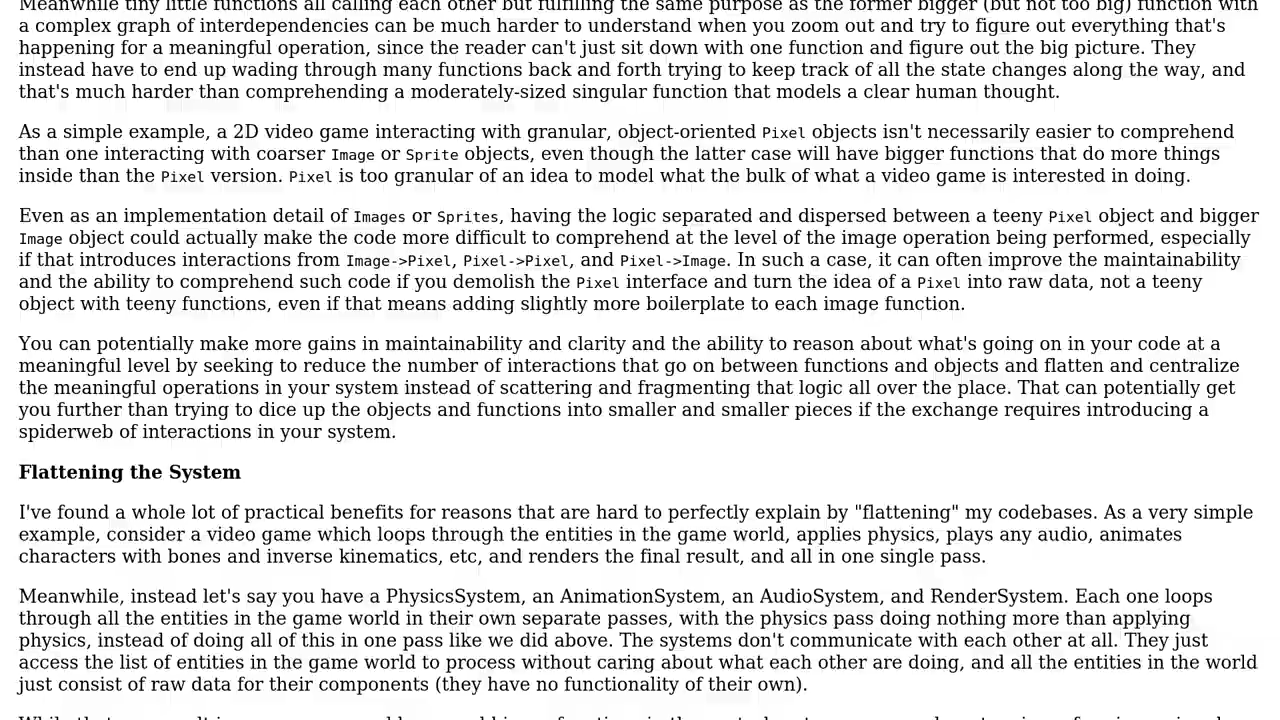 Meanwhile tiny little functions all calling each other but fulfilling the same purpose as the former bigger (but not too big) function with
a complex graph of interdependencies can be much harder to understand when you zoom out and try to figure out everything that's
happening for a meaningful operation, since the reader can't just sit down with one function and figure out the big picture. They
instead have to end up wading through many functions back and forth trying to keep track of all the state changes along the way, and
that's much harder than comprehending a moderately-sized singular function that models a clear human thought.
As a simple example, a 2D video game interacting with granular, object-oriented Pixel objects isn't necessarily easier to comprehend
than one interacting with coarser Image or Sprite objects, even though the latter case will have bigger functions that do more things
inside than the Pixel version. Pixel is too granular of an idea to model what the bulk of what a video game is interested in doing.
Even as an implementation detail of Images or Sprites, having the logic separated and dispersed between a teeny Pixel object and bigger
Image object could actually make the code more difficult to comprehend at the level of the image operation being performed, especially
if that introduces interactions from Image->Pixel, Pixel->Pixel, and Pixel->Image. In such a case, it can often improve the maintainability
and the ability to comprehend such code if you demolish the Pixel interface and turn the idea of a Pixel into raw data, not a teeny
object with teeny functions, even if that means adding slightly more boilerplate to each image function.
You can potentially make more gains in maintainability and clarity and the ability to reason about what's going on in your code at a
meaningful level by seeking to reduce the number of interactions that go on between functions and objects and flatten and centralize
the meaningful operations in your system instead of scattering and fragmenting that logic all over the place. That can potentially get
you further than trying to dice up the objects and functions into smaller and smaller pieces if the exchange requires introducing a
spiderweb of interactions in your system.
Flattening the System
I've found a whole lot of practical benefits for reasons that are hard to perfectly explain by "flattening" my codebases. As a very simple
example, consider a video game which loops through the entities in the game world, applies physics, plays any audio, animates
characters with bones and inverse kinematics, etc, and renders the final result, and all in one single pass.
Meanwhile, instead let's say you have a PhysicsSystem, an AnimationSystem, an AudioSystem, and RenderSystem. Each one loops
through all the entities in the game world in their own separate passes, with the physics pass doing nothing more than applying
physics, instead of doing all of this in one pass like we did above. The systems don't communicate with each other at all. They just
access the list of entities in the game world to process without caring about what each other are doing, and all the entities in the world
just consist of raw data for their components (they have no functionality of their own).